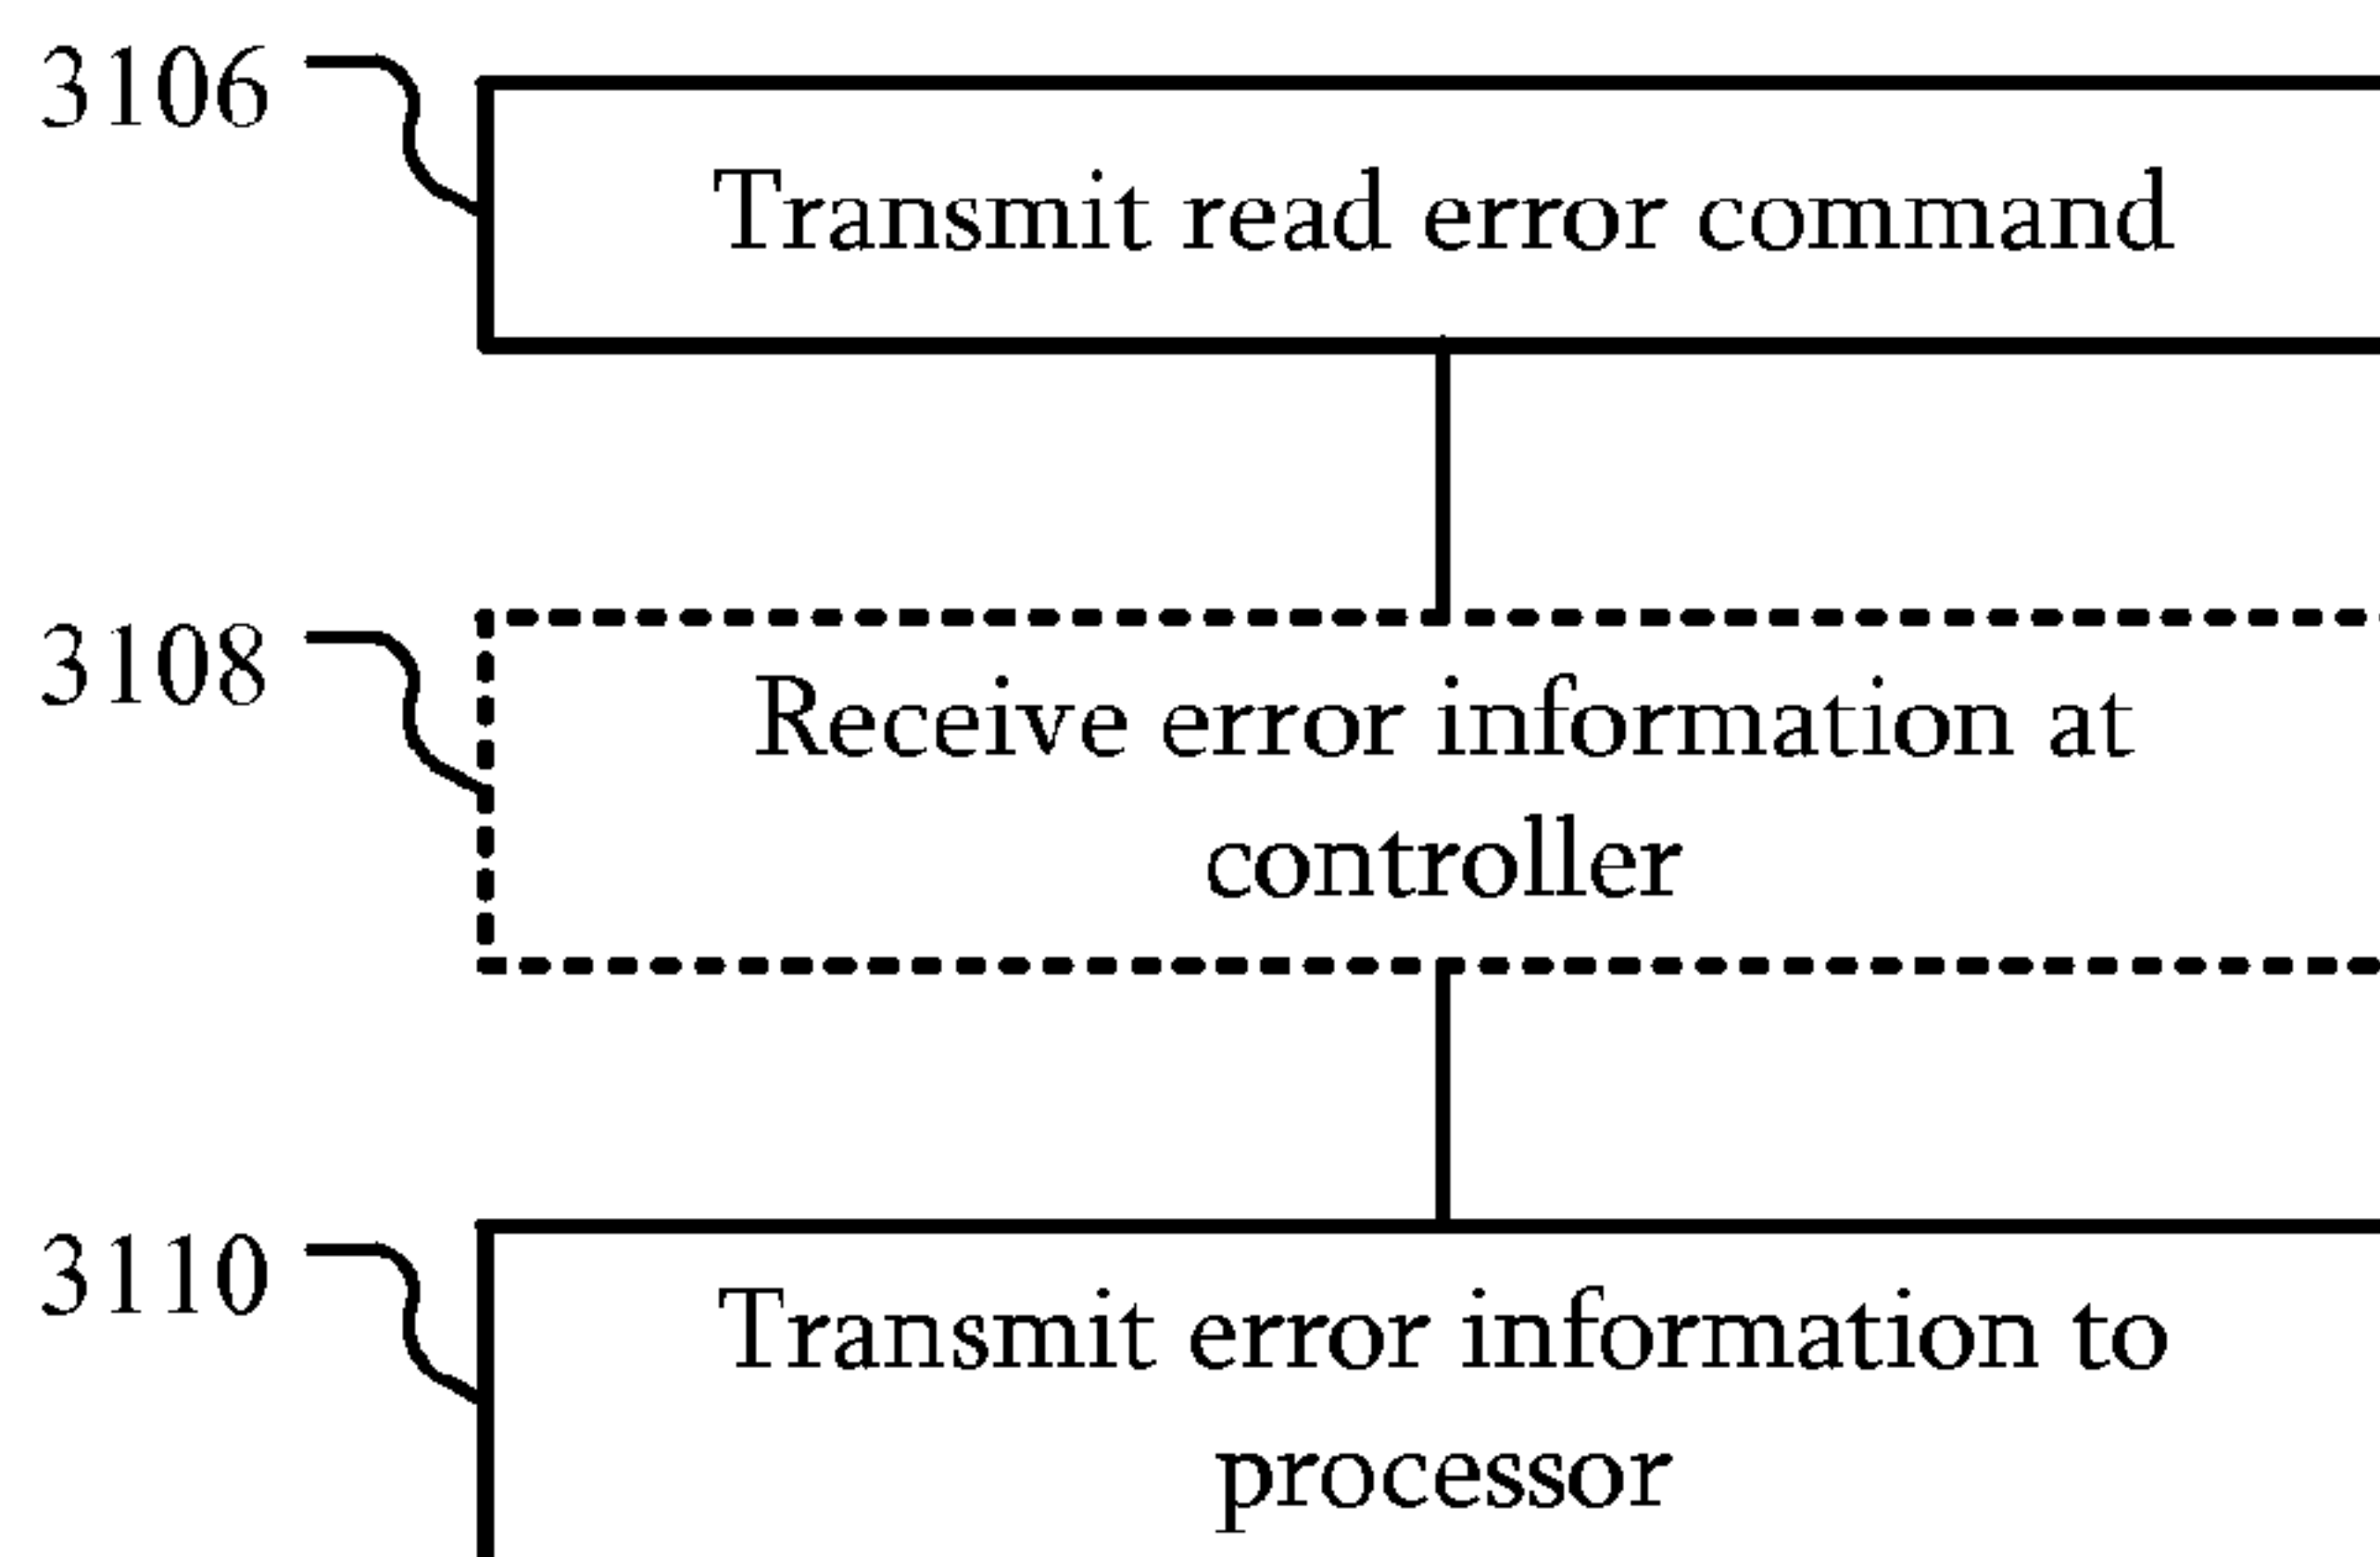 3106
Transmit read error command
3108
Receive error information at
controller
3110
Transmit error information to
processor